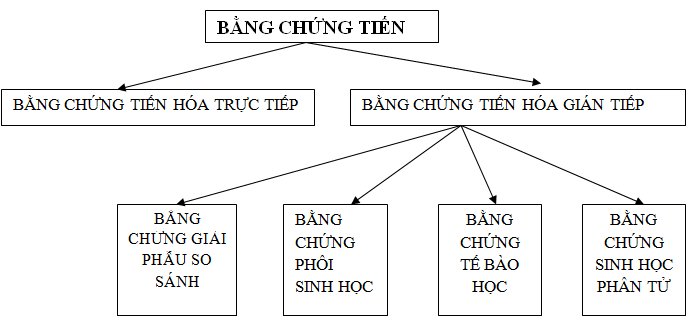 BẰNG CHỨNG TIẾN
BẰNG CHỨNG TIẾN HÓA TRỰC TIẾP
BẰNG CHỨNG TIẾN HÓA GIÁN TIẾP
BẰNG
CHỨNG GIẢI
PHẪU SO
SÁNH
BẰNG
CHỨNG
PHÔI
SINH HỌC
BẰNG
CHỨNG
TẾ BÀO
HỌC
BẰNG
CHỨNG
SINH HỌC
PHÂN TỬ